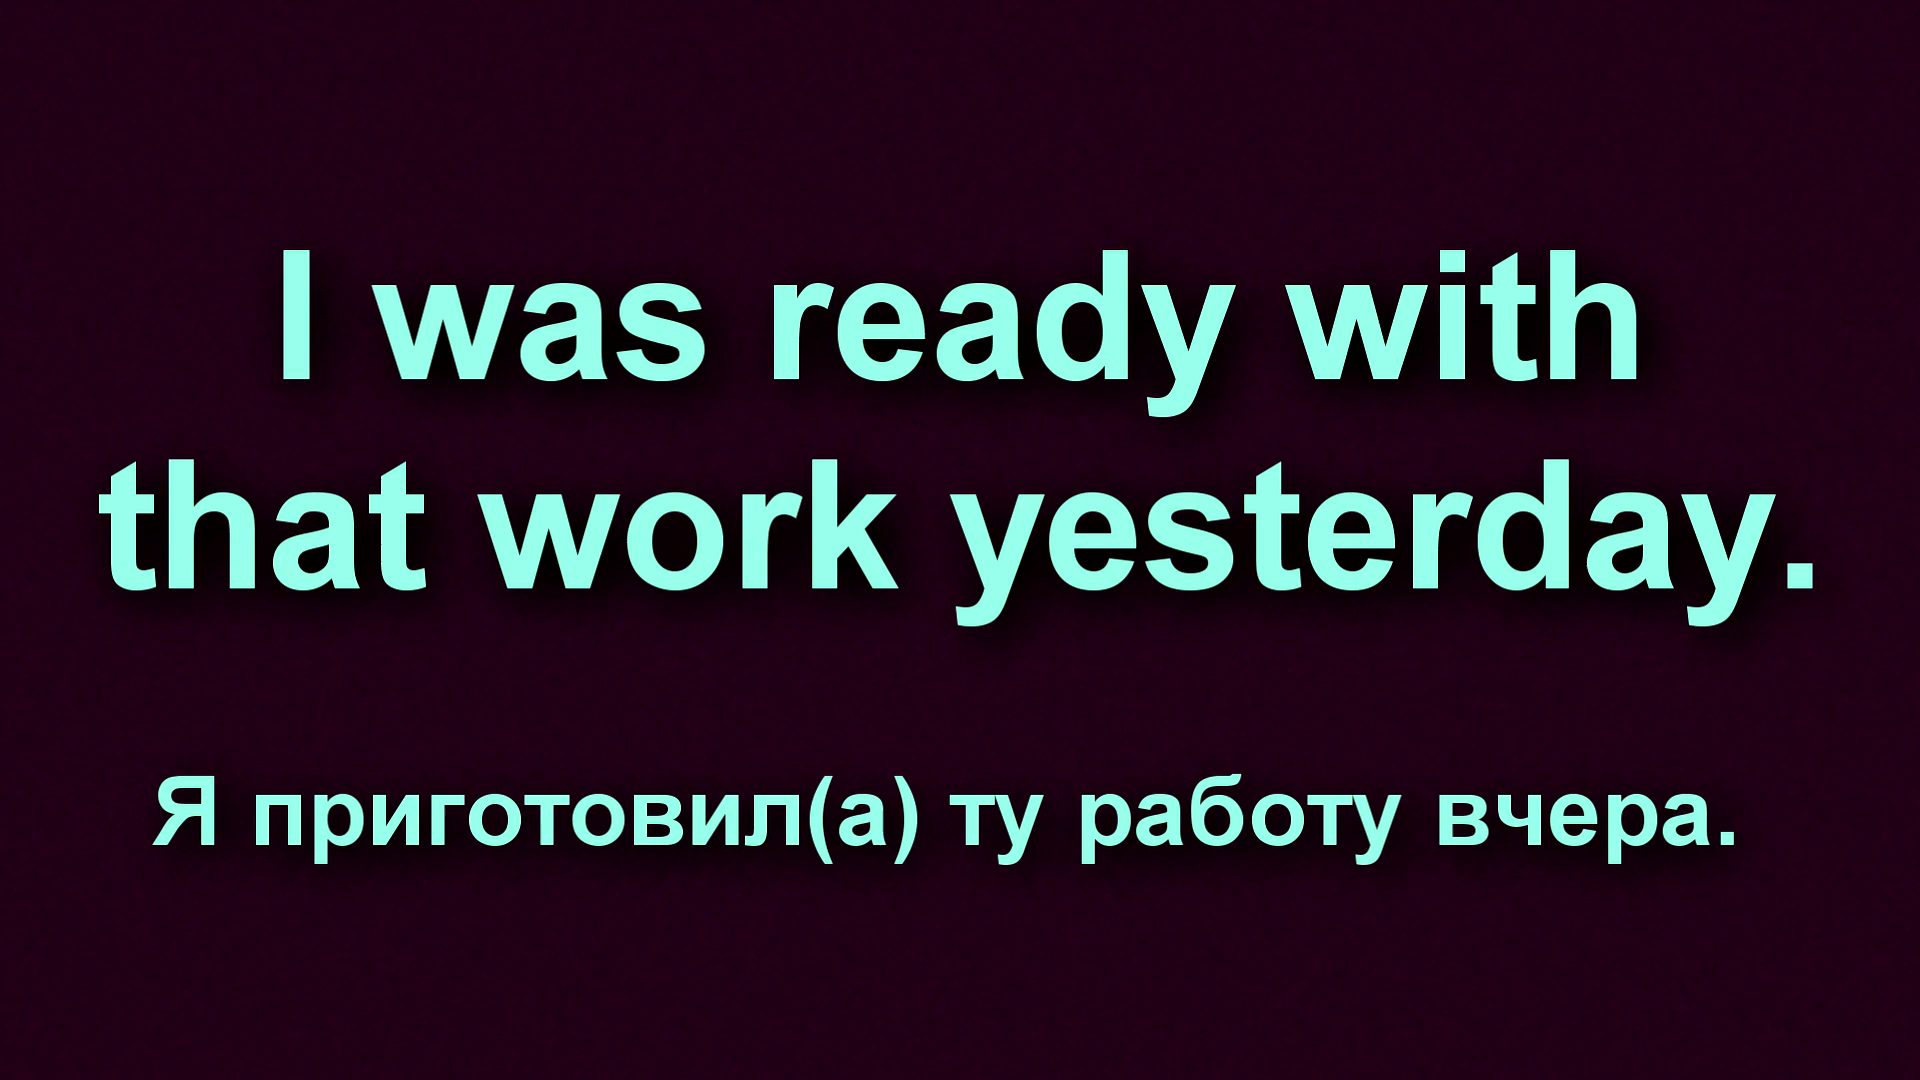 I was ready with
that work yesterday.
Я приготовил(а) ту работу вчера.